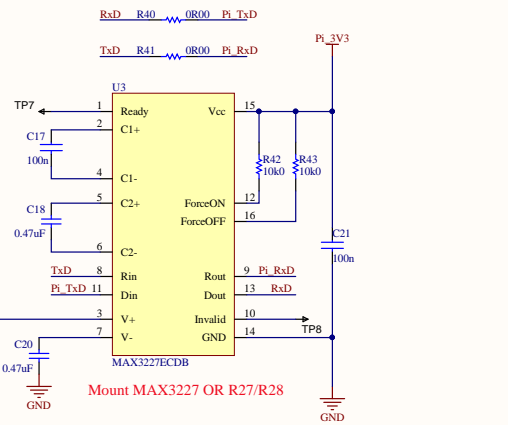 RxD R40 0R00 Pi_TxD
TxD R41 0R00 Pi_RxD
Pi_3V3
U3
TP7 1 Ready Vcc 15
2 C1+
C17
100n
R42 R43
10k0 10k0
4 C1-
5 C2+ ForceON 12
C18
ForceOFF 16
0.47uF
C21
6 C2-
100n
TxD 8 Rin Rout 9 Pi_RxD
Pi_TxD 11 Din Dout 13 RxD
3 V+ Invalid 10
TP8
7 V- GND 14
C20
MAX3227ECDB
0.47uF
Mount MAX3227 OR R27/R28
GND
GND